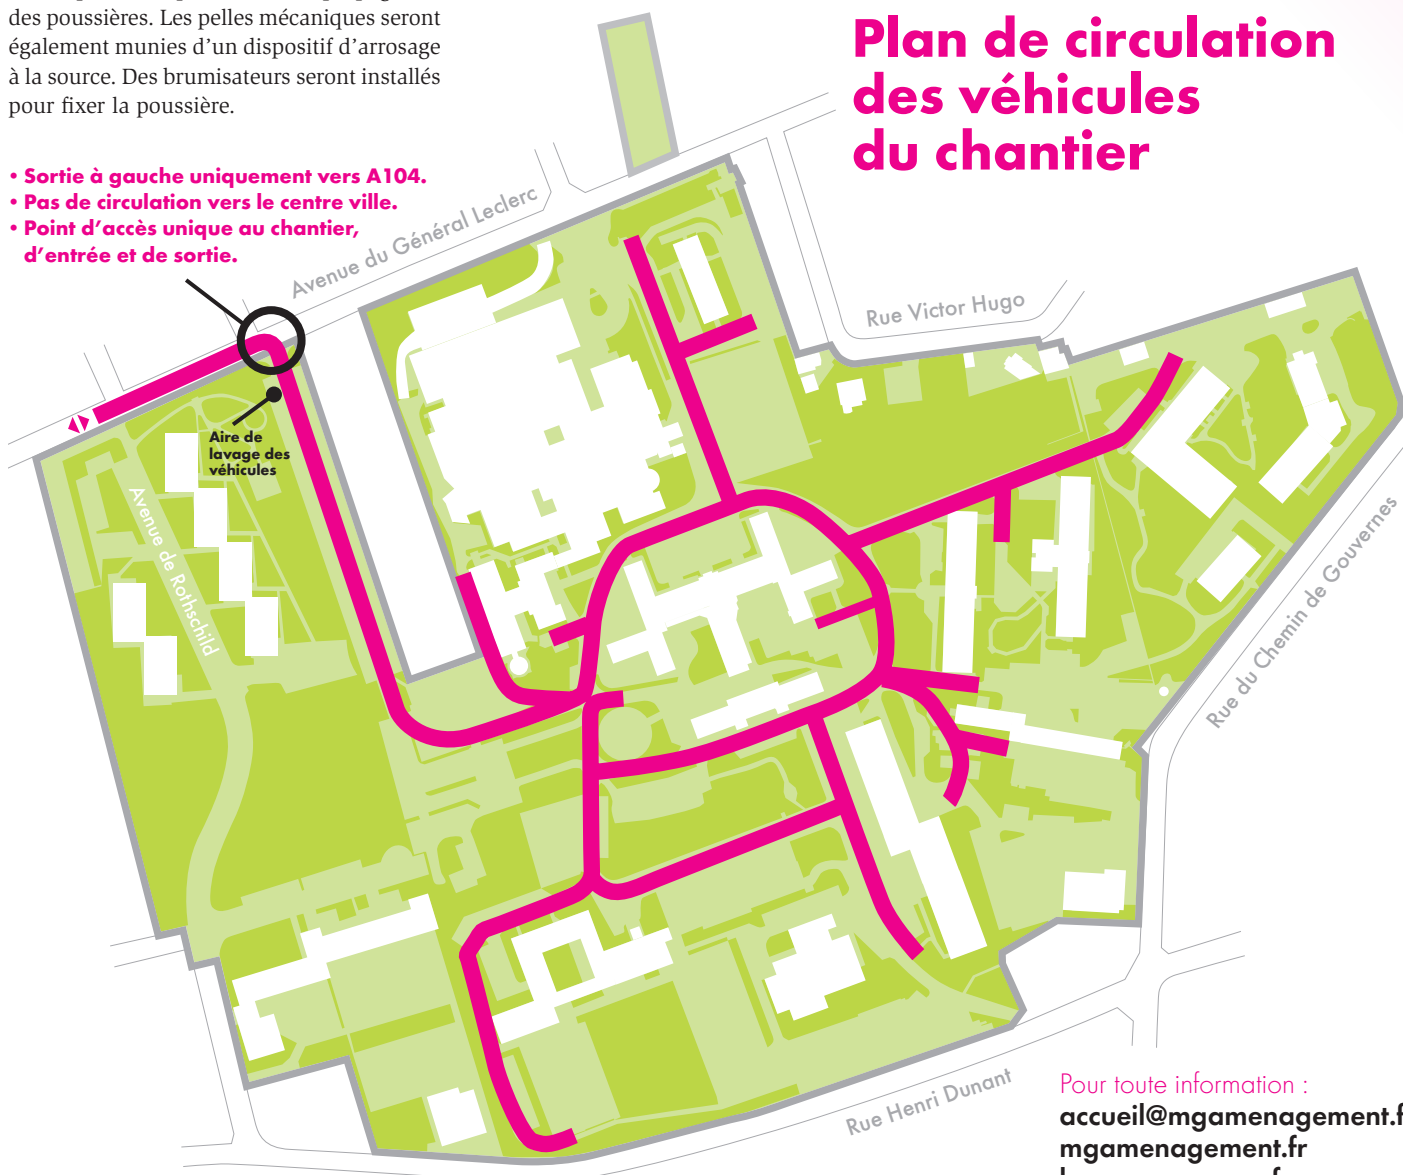 des poussières. Les pelles mécaniques seront
également munies d’un dispositif d’arrosage
à la source. Des brumisateurs seront installés
pour fixer la poussière.
Plan de circulation
des véhicules
du chantier
• Sortie à gauche uniquement vers A104.
• Pas de circulation vers le centre ville.
• Point d’accès unique au chantier,
d’entrée et de sortie.
Avenue du Général Leclerc
Rue Victor Hugo
Aire de
lavage des
véhicules
Avenue de Rothschild
Rue du Chemin de Gouvernes
Rue Henri Dunant
Pour toute information :
accueil@mgamenagement.f
mgamenagement.fr